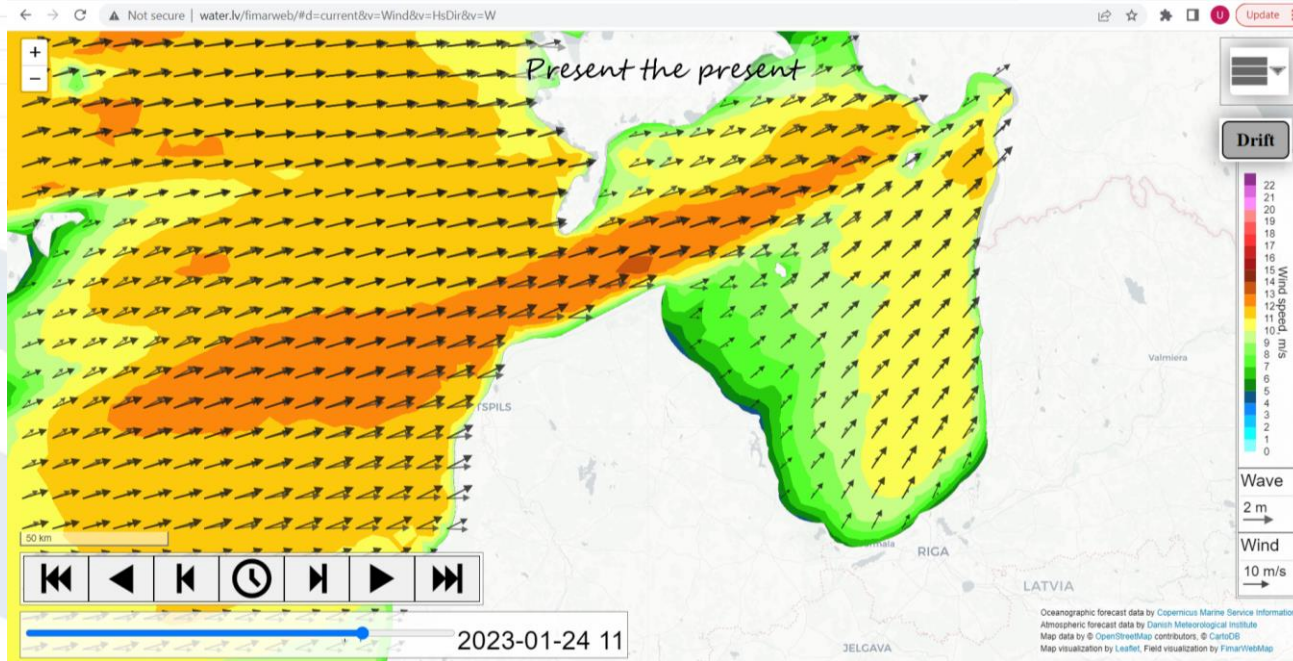 Not secure | water.lv/fimarweb/#d=current&v=Wind&v=HsDir&v=W
U
Update
+
−
Present the present
Drift
22
21
20
19
18
17
16
15
14
13
12
11
10
9
8
7
6
5
4
3
2
1
0
Wind speed, m/s
Valmiera
TSPILS
RIGA
LATVIA
JELGAVA
50 km
Wave
2 m
Wind
10 m/s
2023-01-24 11
Oceanographic forecast data by Copernicus Marine Service Information
Atmospheric forecast data by Danish Meteorological Institute
Map data by © OpenStreetMap contributors, © CartoDB
Map visualization by Leaflet, Field visualization by FimarWebMap